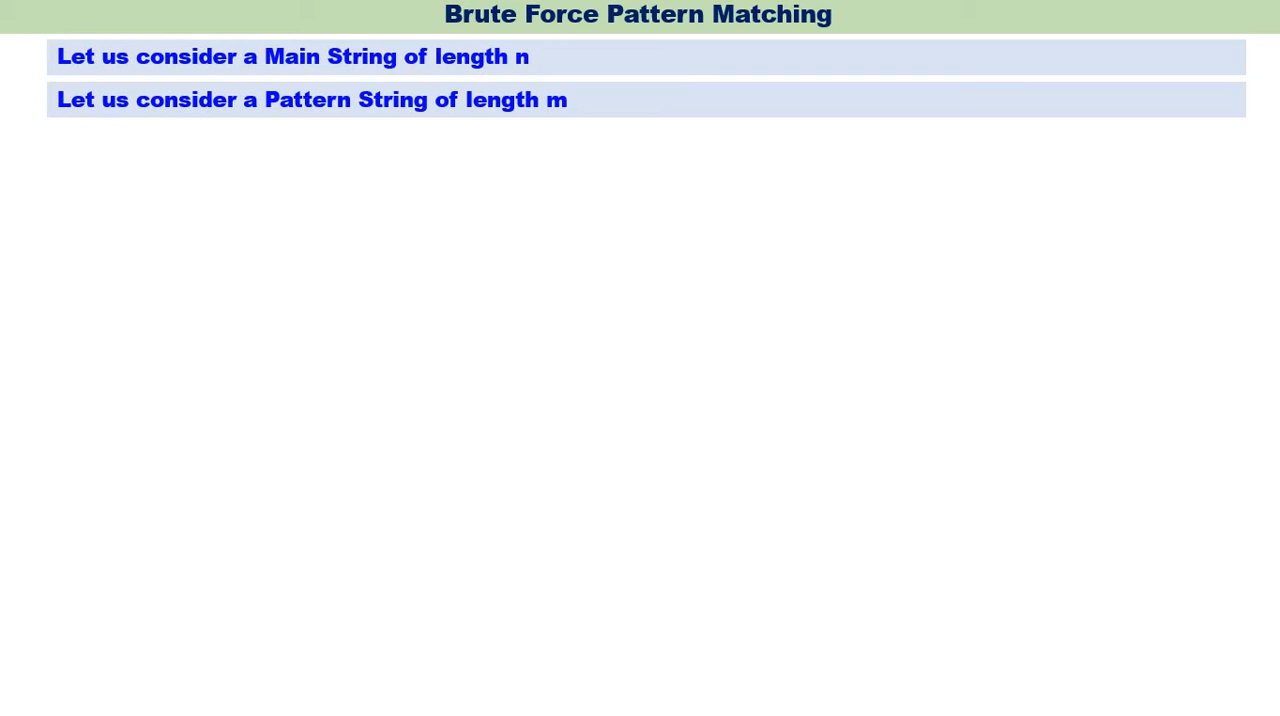 Brute Force Pattern Matching
Let us consider a Main String of length n
Let us consider a Pattern String of length m